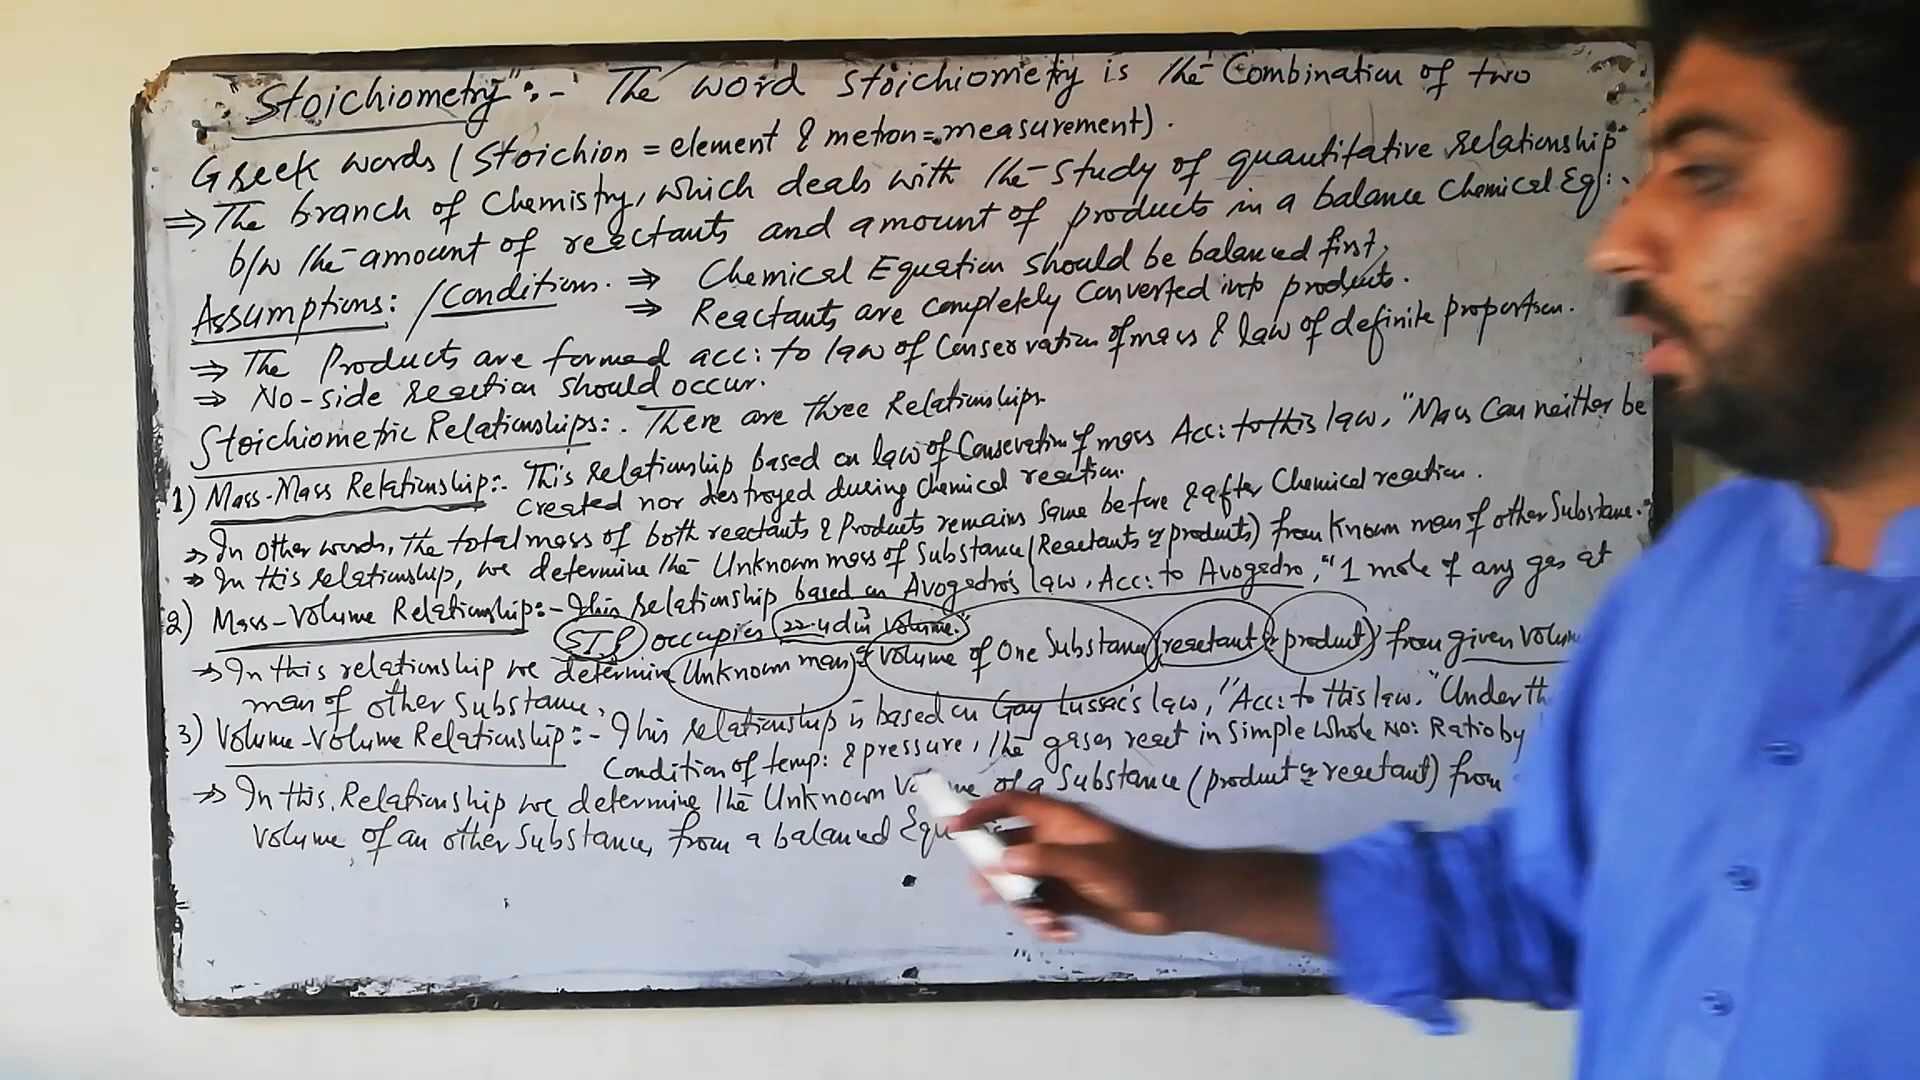 "Stoichiometry":- The word stoichiometry is the Combination of two
Greek words (Stoichion = element & metron = measurement).
⇒ The branch of Chemistry, which deals with the study of quantitative relationship
b/w the amount of reactants and amount of products in a balance Chemical Eq:.
Assumptions: / Conditions. ⇒ Chemical Equation should be balanced first.
⇒ Reactants are completely Converted into products.
⇒ The Products are formed acc: to law of Conservation of mass & law of definite proportion.
⇒ No-side reaction should occur.
Stoichiometric Relationships:. There are three Relationships.
1) Mass-Mass Relationship:- This relationship based on law of Conservation of mass Acc: to this law, "Mass Can neither be
Created nor destroyed during Chemical reaction.
⇒ In other words, The total mass of both reactants & Products remains same before & after Chemical reaction.
⇒ In this relationship, we determine the Unknown mass of Substance (Reactants or products) from Known mass of other Substance."
2) Mass-Volume Relationship:- This relationship based on Avogadro's law, Acc: to Avogadro, "1 mole of any gas at
STP occupies 22.4 dm³ volume."
⇒ In this relationship we determine Unknown mass or volume of One Substance (reactant or product) from given volume
mass of other Substance.
3) Volume-Volume Relationship:- This relationship is based on Gay Lussac's law, "Acc: to this law. "Under the
Condition of temp: & pressure, the gases react in simple whole no: Ratio by
⇒ In this Relationship we determine the Unknown Volume of a Substance (product or reactant) from
volume of an other Substance, from a balanced